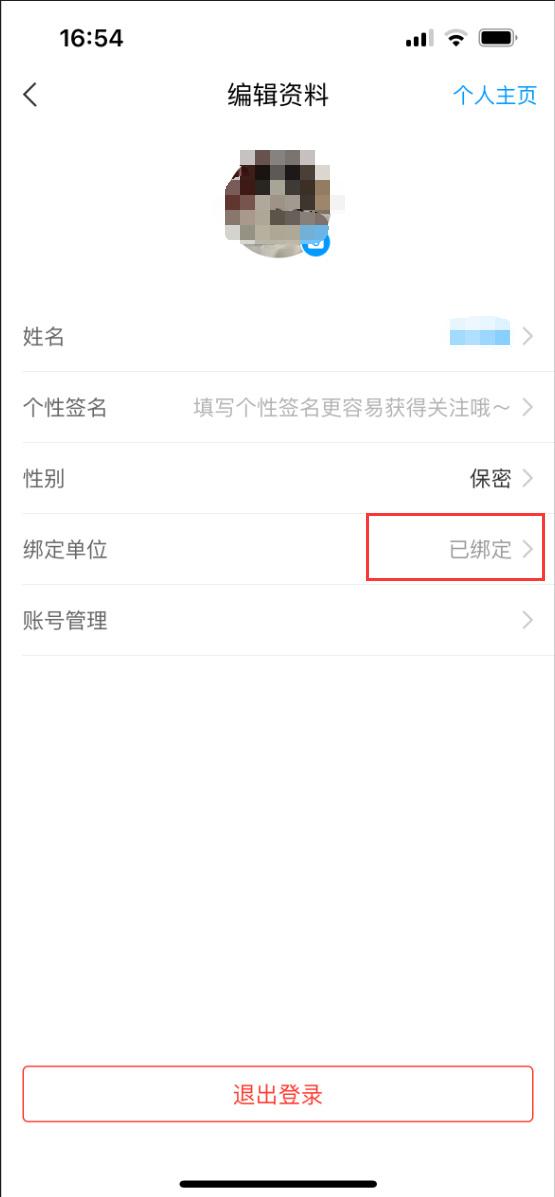 16:54
编辑资料
个人主页
姓名
个性签名 填写个性签名更容易获得关注哦～
性别 保密
绑定单位 已绑定
账号管理
退出登录